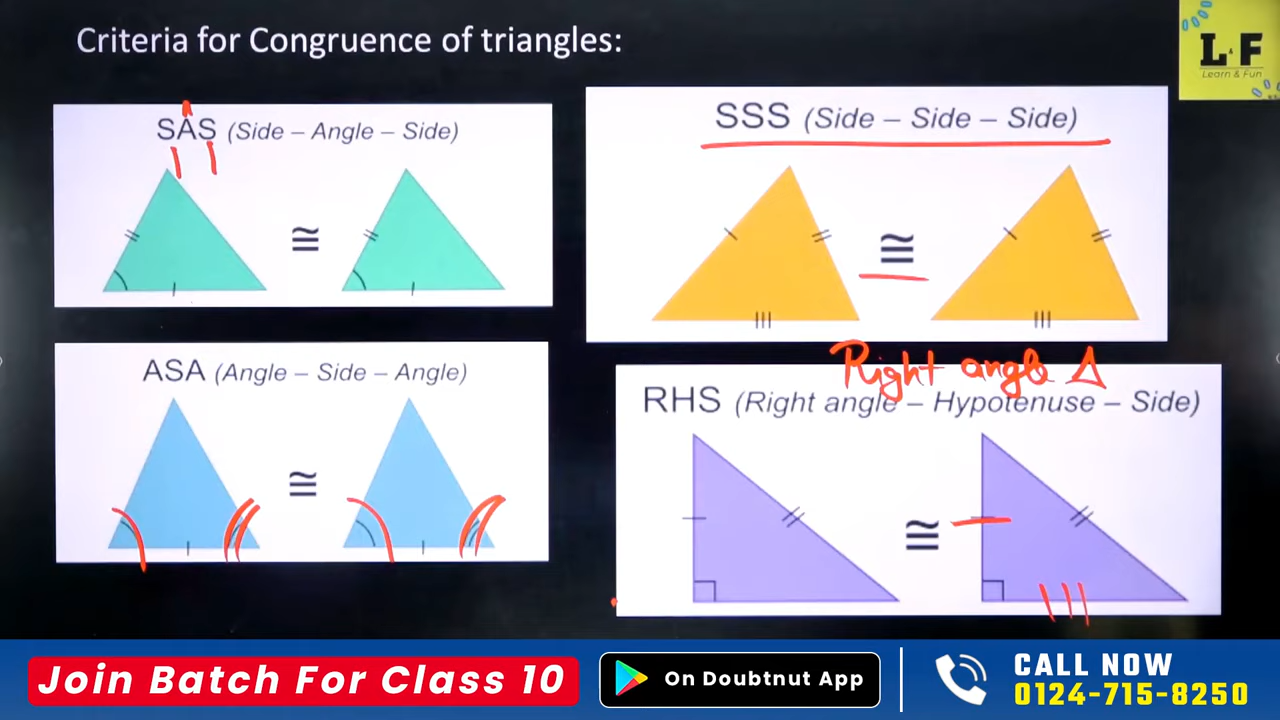 Criteria for Congruence of triangles:
L&F
Learn & Fun
SAS (Side – Angle – Side)
≅
SSS (Side – Side – Side)
≅
ASA (Angle – Side – Angle)
≅
Right angle Δ
RHS (Right angle – Hypotenuse – Side)
≅
Join Batch For Class 10
On Doubtnut App
CALL NOW
0124-715-8250